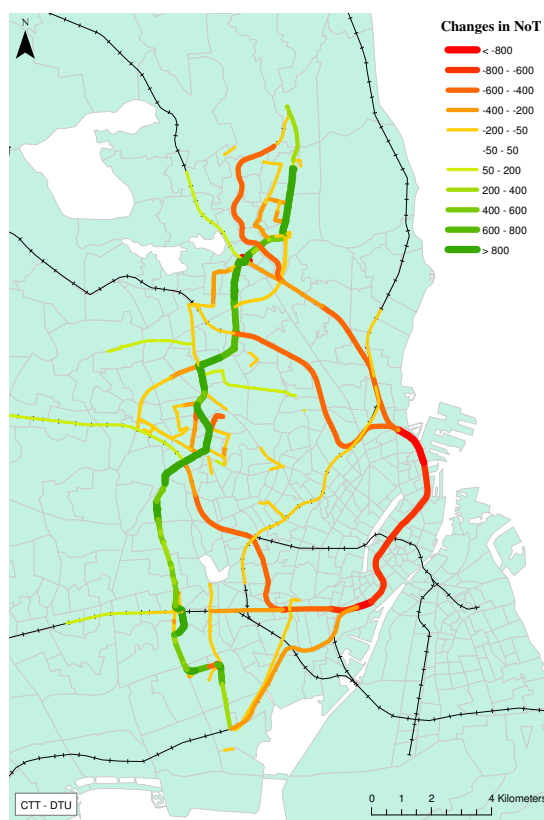 N
Changes in NoT
< -800
-800 - -600
-600 - -400
-400 - -200
-200 - -50
-50 - 50
50 - 200
200 - 400
400 - 600
600 - 800
> 800
CTT - DTU
0 1 2 4 Kilometers